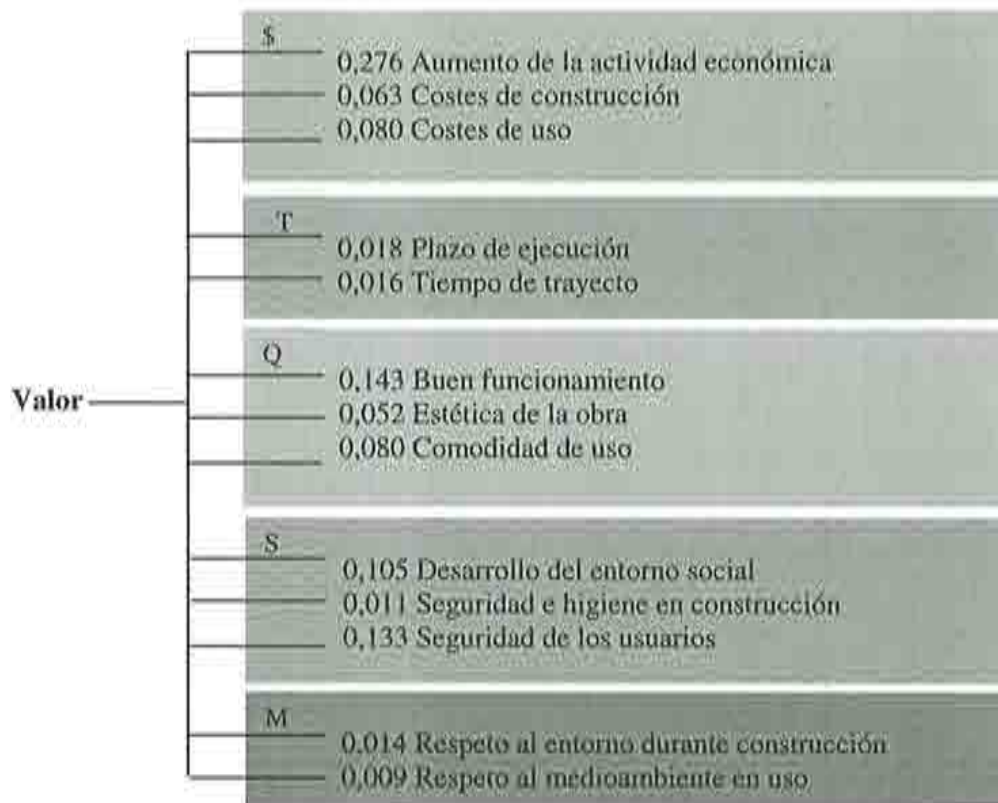 $
0,276 Aumento de la actividad económica
0,063 Costes de construcción
0,080 Costes de uso
T
0,018 Plazo de ejecución
0,016 Tiempo de trayecto
Q
Valor
0,143 Buen funcionamiento
0,052 Estética de la obra
0,080 Comodidad de uso
S
0,105 Desarrollo del entorno social
0,011 Seguridad e higiene en construcción
0,133 Seguridad de los usuarios
M
0,014 Respeto al entorno durante construcción
0,009 Respeto al medioambiente en uso